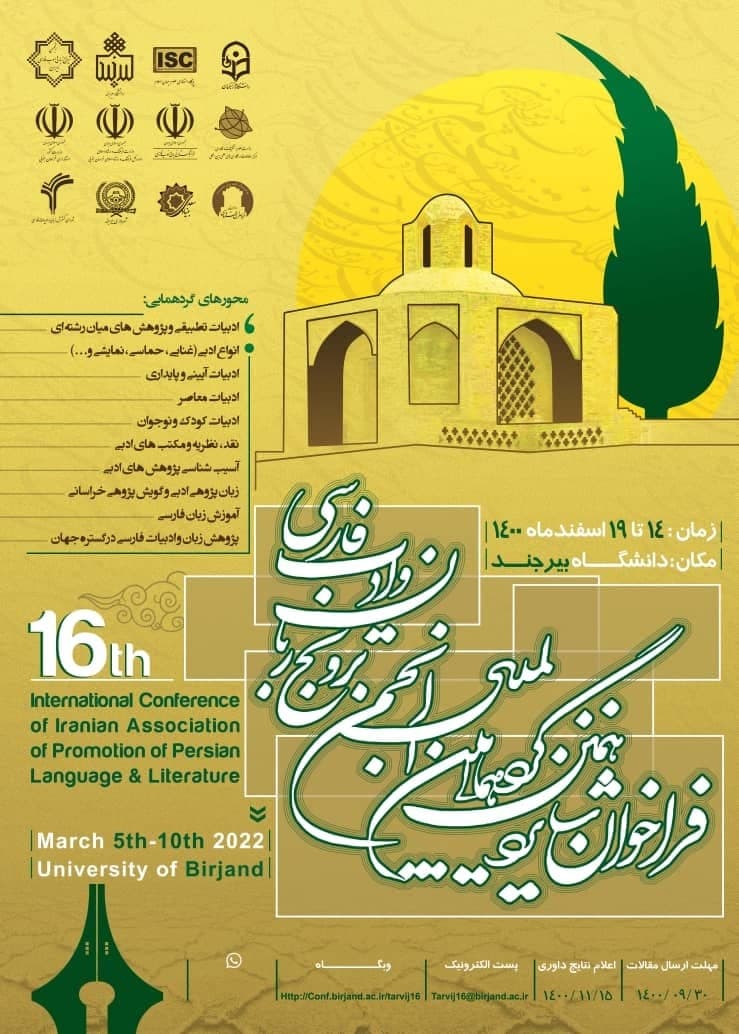 ISC
محورهای گردهمایی:
ادبیات تطبیقی و پژوهش های میان رشته ای
انواع ادبی (غنایی، حماسی، نمایشی و...)
ادبیات آیینی و پایداری
ادبیات معاصر
ادبیات کودک و نوجوان
نقد، نظریه و مکتب های ادبی
آسیب شناسی پژوهش های ادبی
زبان پژوهی ادبی و گویش پژوهی خراسانی
آموزش زبان فارسی
پژوهش زبان و ادبیات فارسی در گستره جهان
زمان: ۱۴ تا ۱۹ اسفندماه ۱۴۰۰
مکان: دانشگاه بیرجند
فراخوان شانزدهمین گردهمایی بین المللی
انجمن ترویج زبان و ادب فارسی
16th
International Conference
of Iranian Association
of Promotion of Persian
Language & Literature
March 5th-10th 2022
University of Birjand
مهلت ارسال مقالات
۱۴۰۰/۰۹/۳۰
اعلام نتایج داوری
۱۴۰۰/۱۱/۱۵
پست الکترونیک
Tarvij16@birjand.ac.ir
وبگاه
Http://Conf.birjand.ac.ir/tarvij16